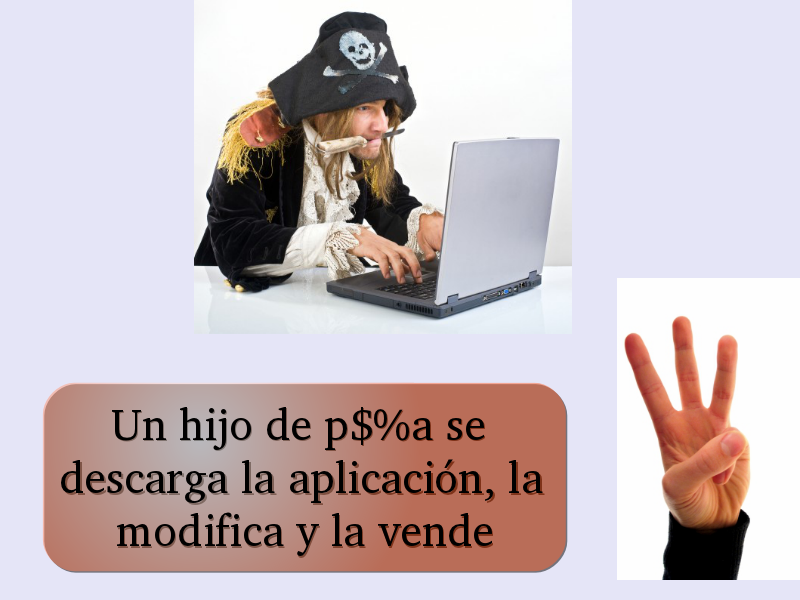 Un hijo de p$%a se
descarga la aplicación, la
modifica y la vende